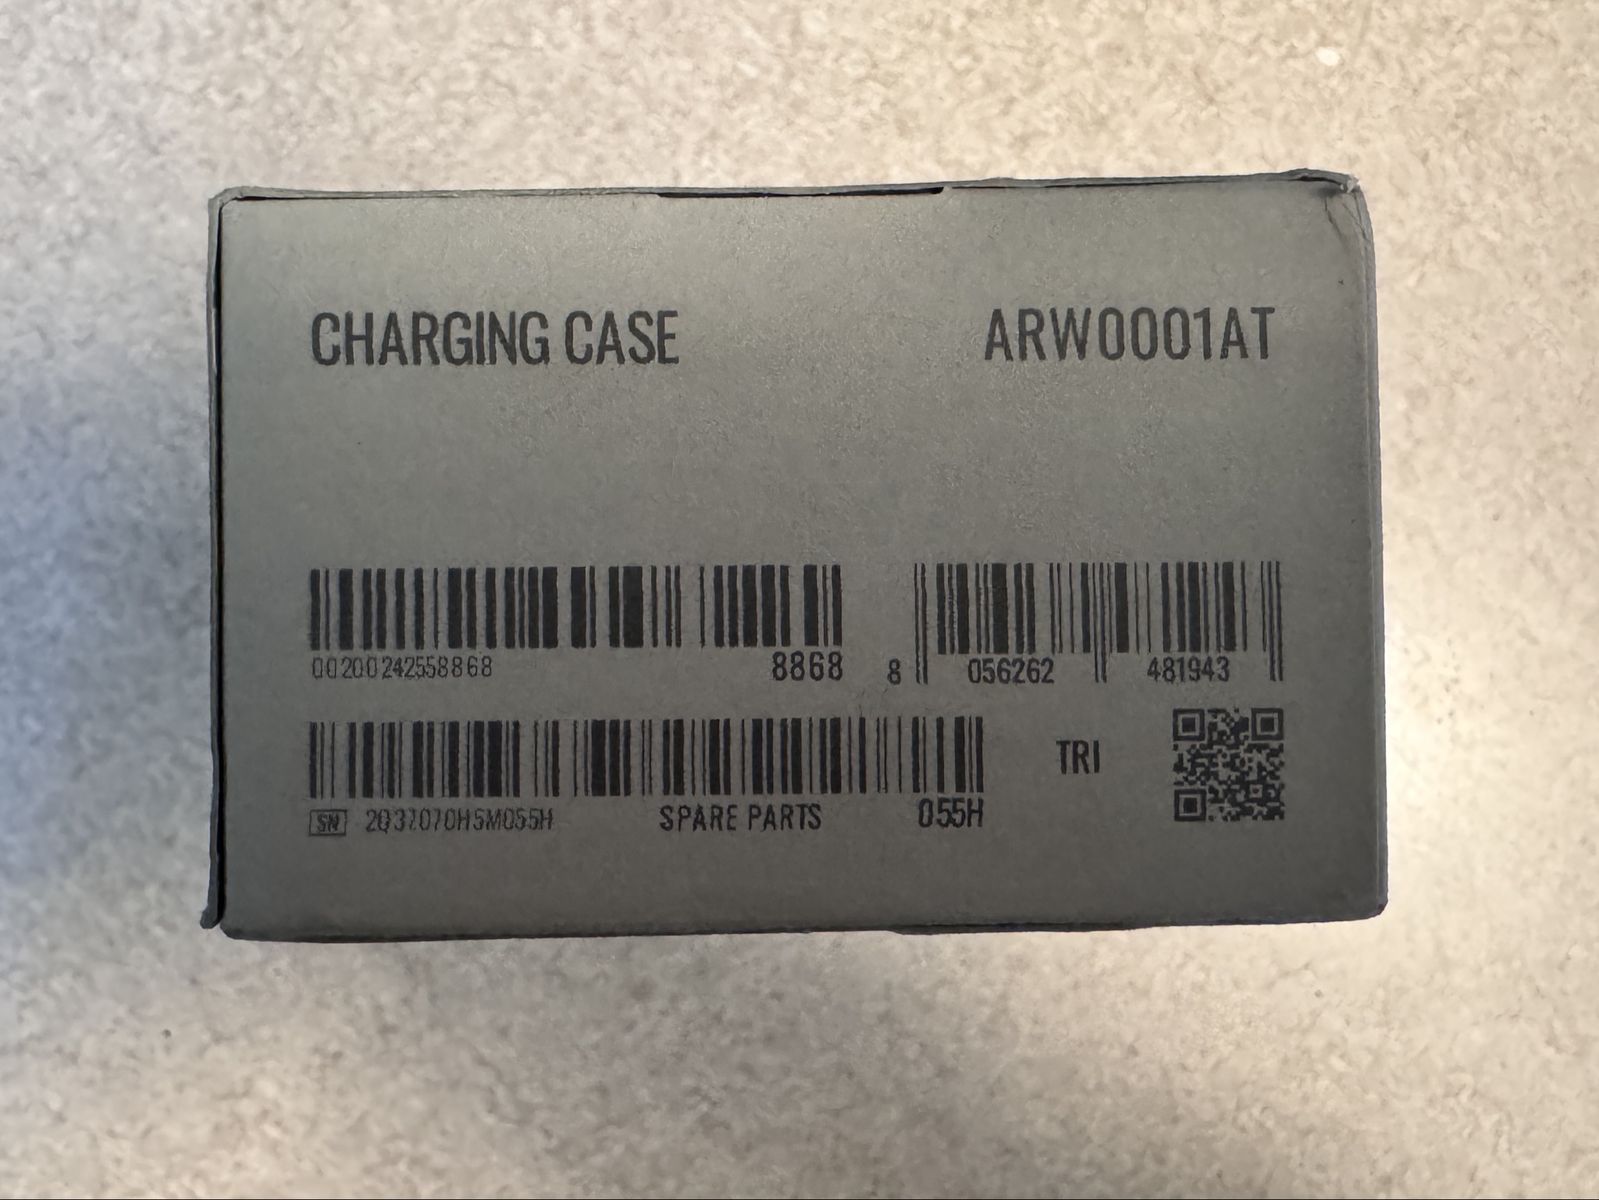 CHARGING CASE ARW0001AT
00200242558868 8868 8 056262 481943
TRI
SN 2Q37070H5M055H SPARE PARTS 055H